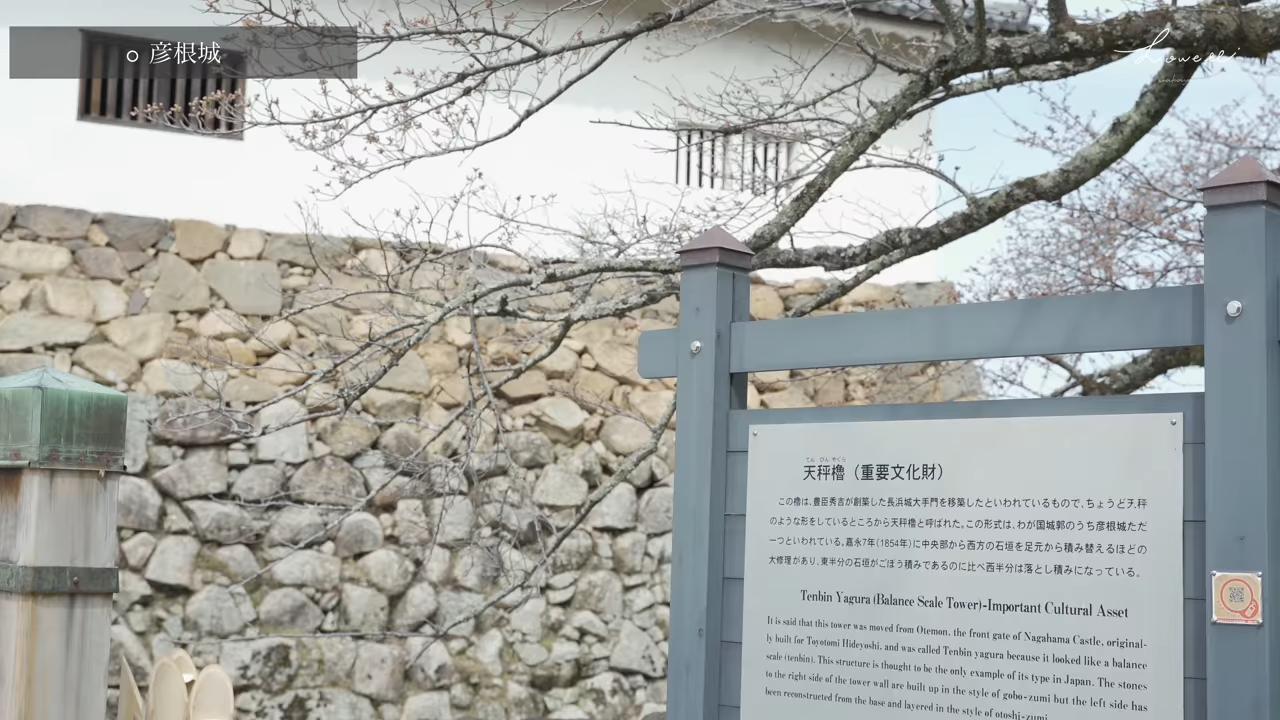 彦根城
Lowell
てん びん やぐら
天秤櫓（重要文化財）
この櫓は、豊臣秀吉が創築した長浜城大手門を移築したといわれているもので、ちょうど天秤
のような形をしているところから天秤櫓と呼ばれた。この形式は、わが国城郭のうち彦根城ただ
一つといわれている。嘉永7年(1854年)に中央部から西方の石垣を足元から積み替えるほどの
大修理があり、東半分の石垣がごぼう積みであるのに比べ西半分は落とし積みになっている。
Tenbin Yagura (Balance Scale Tower)-Important Cultural Asset
It is said that this tower was moved from Otemon, the front gate of Nagahama Castle, original-
ly built for Toyotomi Hideyoshi, and was called Tenbin yagura because it looked like a balance
scale (tenbin). This structure is thought to be the only example of its type in Japan. The stones
to the right side of the tower wall are built up in the style of gobo-zumi but the left side has
been reconstructed from the base and layered in the style of otoshi-zumi.